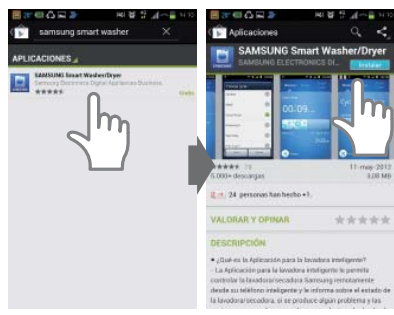 samsung smart washer
APLICACIONES
SAMSUNG Smart Washer/Dryer
Samsung Electronics Digital Appliances Business
Gratis
Aplicaciones
SAMSUNG Smart Washer/Dryer
SAMSUNG ELECTRONICS DI...
Instalar
11-may-2012
5.000+ descargas
3,08 MB
24 personas han hecho +1.
VALORAR Y OPINAR
DESCRIPCIÓN
• ¿Qué es la Aplicación para la lavadora inteligente?
- La Aplicación para la lavadora inteligente le permite
controlar la lavadora/secadora Samsung remotamente
desde su teléfono inteligente y le informa sobre el estado de
la lavadora/secadora, si se produce algún problema y las